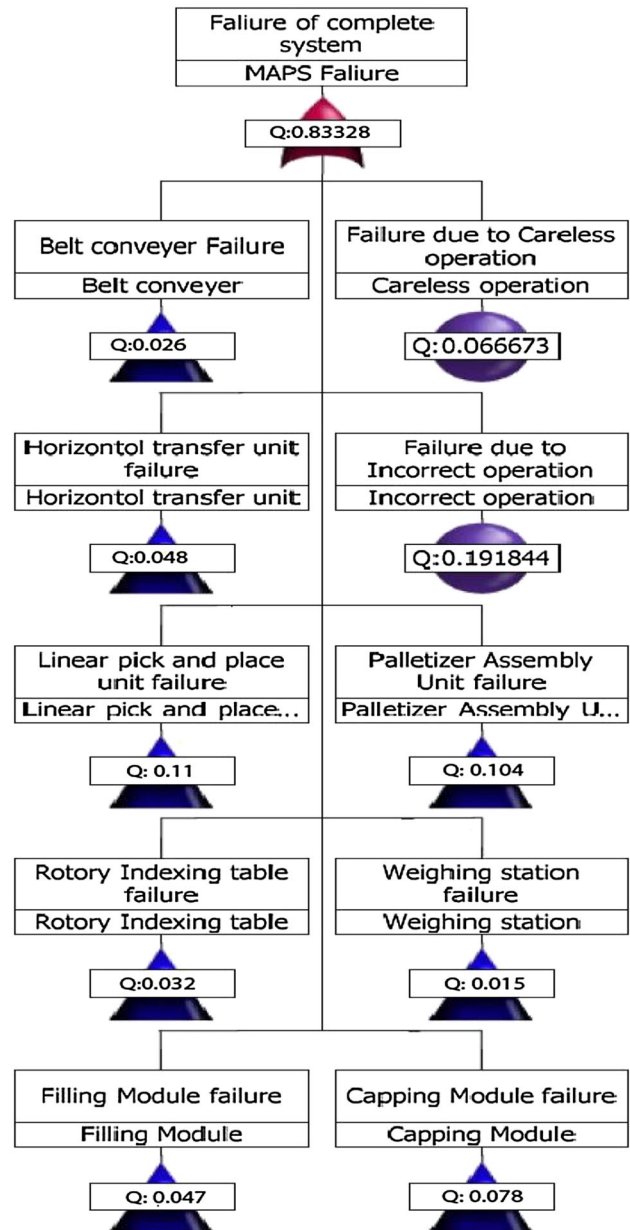 Faliure of complete
system
MAPS Faliure
Q:0.83328
Belt conveyer Failure
Belt conveyer
Q:0.026
Failure due to Careless
operation
Careless operation
Q:0.066673
Horizontol transfer unit
failure
Horizontol transfer unit
Q:0.048
Failure due to
Incorrect operation
Incorrect operation
Q:0.191844
Linear pick and place
unit failure
Linear pick and place...
Q: 0.11
Palletizer Assembly
Unit failure
Palletizer Assembly U...
Q: 0.104
Rotory Indexing table
failure
Rotory Indexing table
Q:0.032
Weighing station
failure
Weighing station
Q: 0.015
Filling Module failure
Filling Module
Q: 0.047
Capping Module failure
Capping Module
Q: 0.078